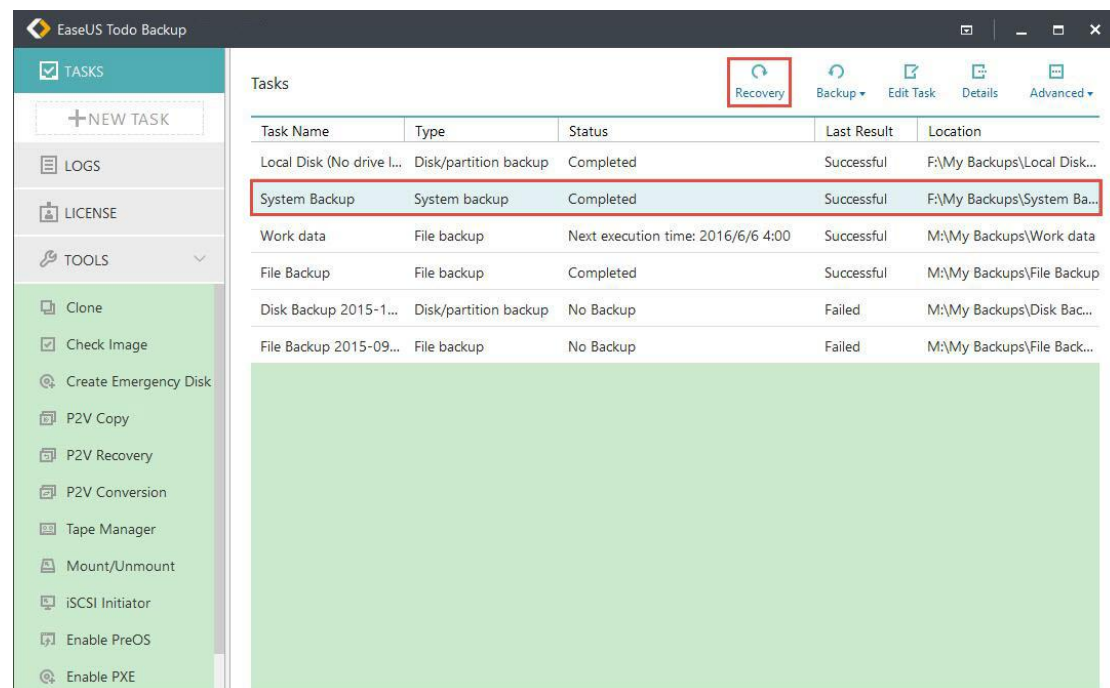 EaseUS Todo Backup
TASKS
NEW TASK
LOGS
LICENSE
TOOLS
Clone
Check Image
Create Emergency Disk
P2V Copy
P2V Recovery
P2V Conversion
Tape Manager
Mount/Unmount
iSCSI Initiator
Enable PreOS
Enable PXE
Tasks
Recovery Backup Edit Task Details Advanced
Task Name Type Status Last Result Location
Local Disk (No drive l... Disk/partition backup Completed Successful F:\My Backups\Local Disk...
System Backup System backup Completed Successful F:\My Backups\System Ba...
Work data File backup Next execution time: 2016/6/6 4:00 Successful M:\My Backups\Work data
File Backup File backup Completed Successful M:\My Backups\File Backup
Disk Backup 2015-1... Disk/partition backup No Backup Failed M:\My Backups\Disk Bac...
File Backup 2015-09... File backup No Backup Failed M:\My Backups\File Back...